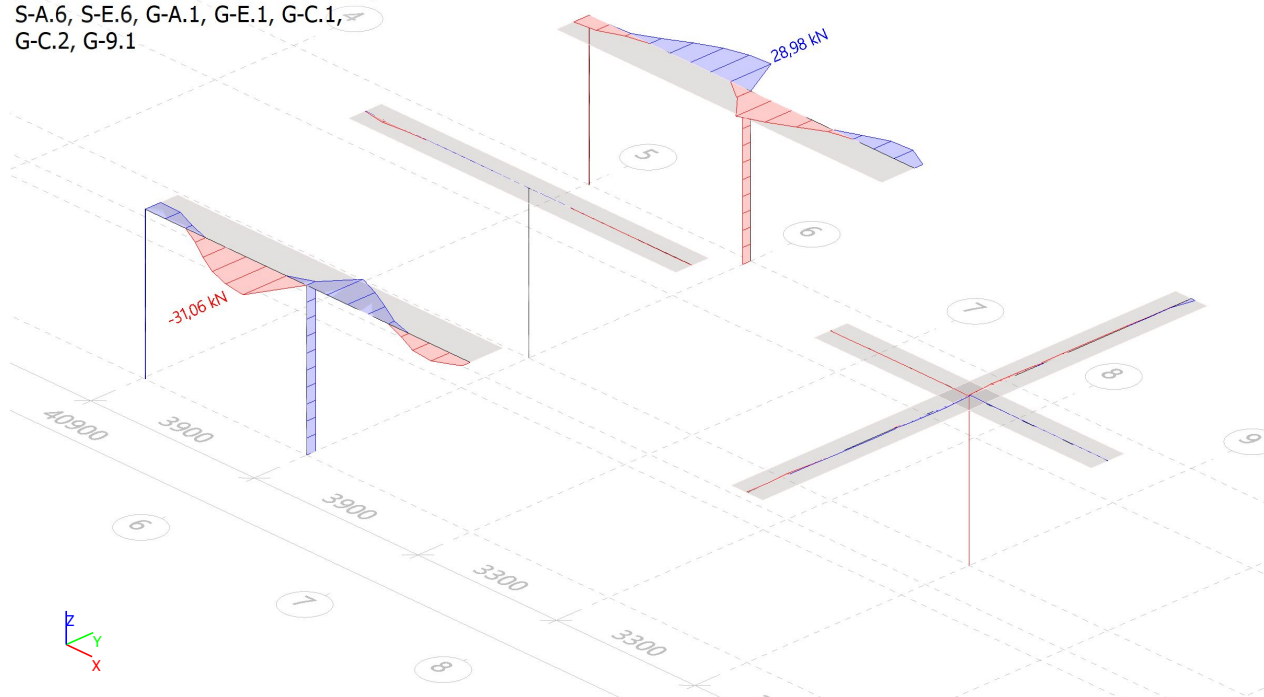 S-A.6, S-E.6, G-A.1, G-E.1, G-C.1,
G-C.2, G-9.1
4
28,98 kN
5
6
-31,06 kN
7
8
40900
3900
9
3900
6
3300
7
3300
8
Z
Y
X